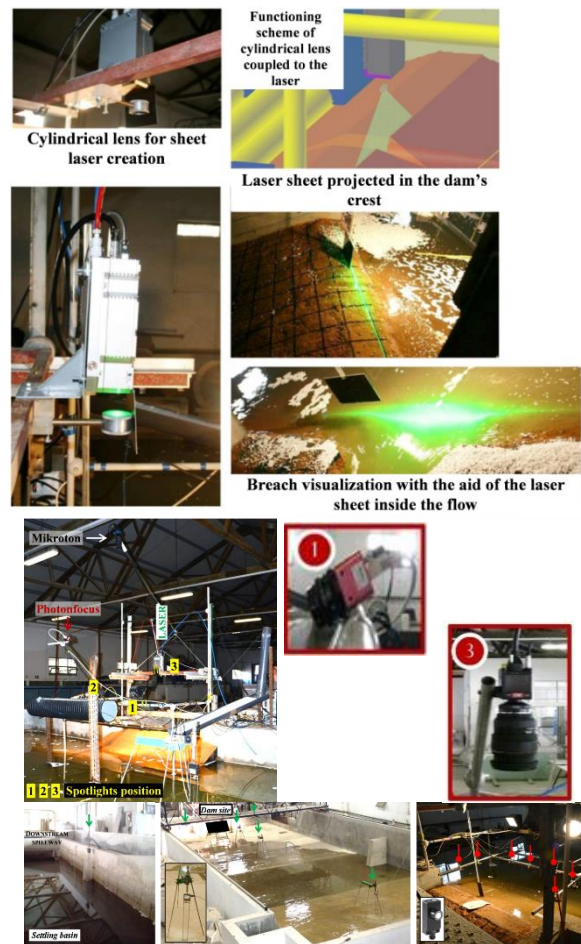 Functioning
scheme of
cylindrical lens
coupled to the
laser
Cylindrical lens for sheet
laser creation
Laser sheet projected in the dam's
crest
Breach visualization with the aid of the laser
sheet inside the flow
Mikroton
Photonfocus
LASER
3
2
1
1 2 3 - Spotlights position
1
3
DOWNSTREAM
SPILLWAY
Settling basin
Dam site